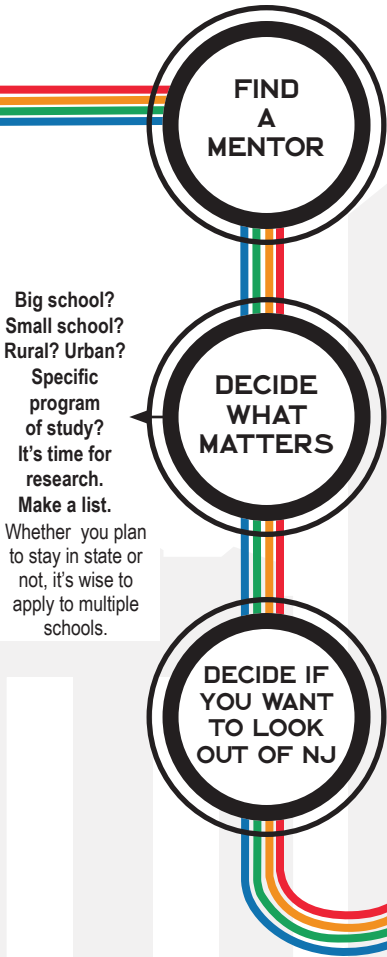 FIND
A
MENTOR
Big school?
Small school?
Rural? Urban?
Specific
program
of study?
It's time for
research.
Make a list.
Whether you plan
to stay in state or
not, it's wise to
apply to multiple
schools.
DECIDE
WHAT
MATTERS
DECIDE IF
YOU WANT
TO LOOK
OUT OF NJ